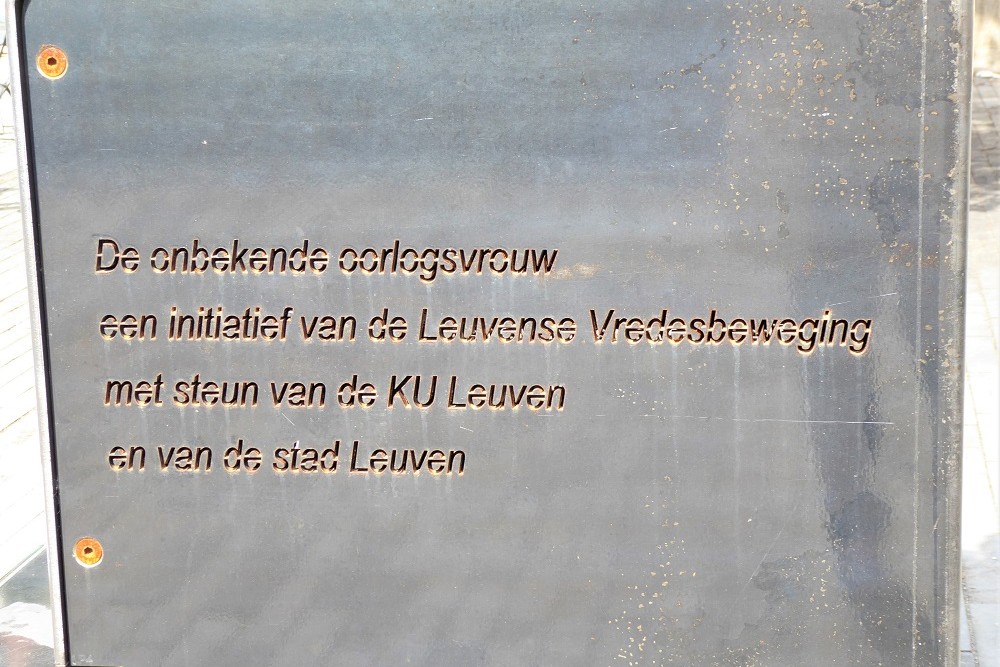 De onbekende oorlogsvrouw
een initiatief van de Leuvense Vredesbeweging
met steun van de KU Leuven
en van de stad Leuven